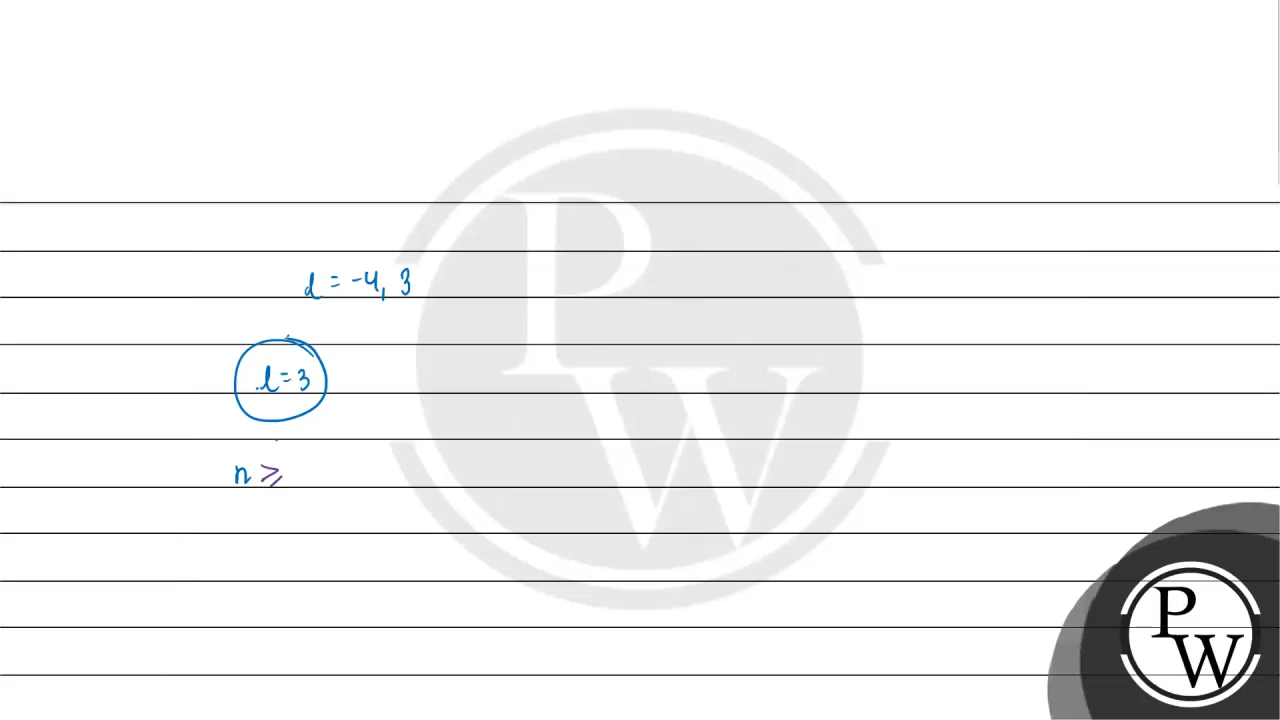 l = -4, 3
l = 3
n ≥
P
W
P
W